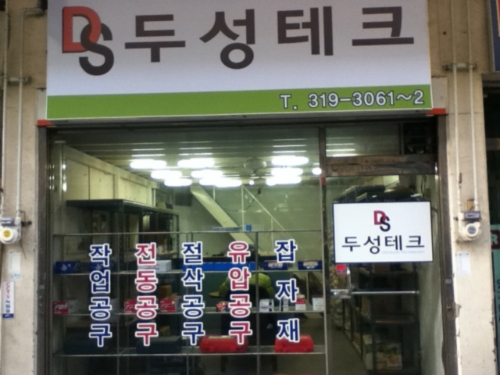 DS 두성테크
T. 319-3061~2
DS
두성테크
작업공구
전동공구
절삭공구
유압공구
잡자재